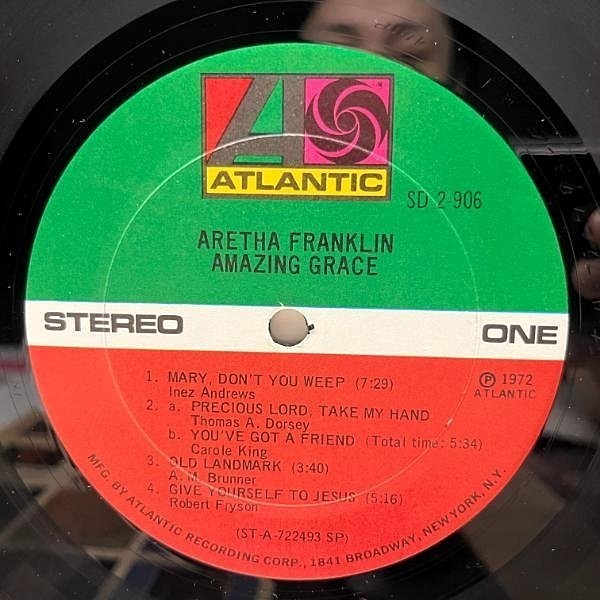 ATLANTIC
SD 2-906
ARETHA FRANKLIN
AMAZING GRACE
STEREO
ONE
1. MARY, DON'T YOU WEEP (7:29)
Inez Andrews
2. a. PRECIOUS LORD, TAKE MY HAND
Thomas A. Dorsey
b. YOU'VE GOT A FRIEND (Total time: 5:34)
Carole King
3. OLD LANDMARK (3:40)
A. M. Brunner
4. GIVE YOURSELF TO JESUS (5:16)
Robert Fryson
℗ 1972
ATLANTIC
(ST-A-722493 SP)
MFG. BY ATLANTIC RECORDING CORP., 1841 BROADWAY, NEW YORK, N.Y.